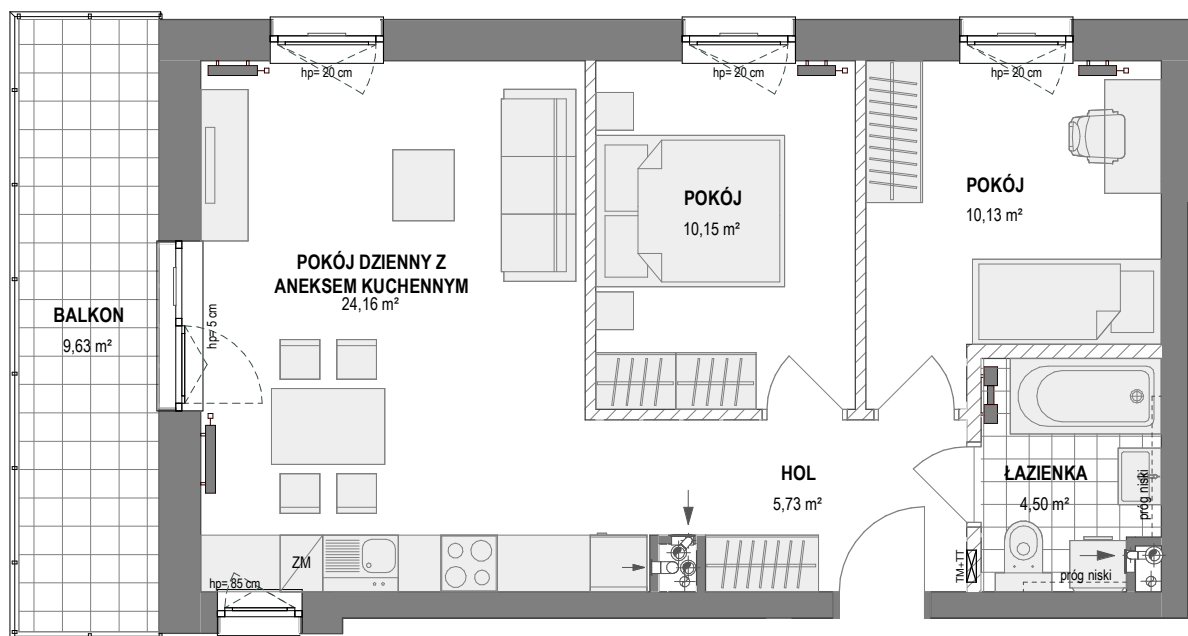 hp= 20 cm
hp= 20 cm
hp= 20 cm
POKÓJ
10,15 m²
POKÓJ
10,13 m²
POKÓJ DZIENNY Z
ANEKSEM KUCHENNYM
24,16 m²
BALKON
9,63 m²
hp= 5 cm
HOL
5,73 m²
ŁAZIENKA
4,50 m²
próg niski
ZM
hp= 85 cm
TM+TT
próg niski